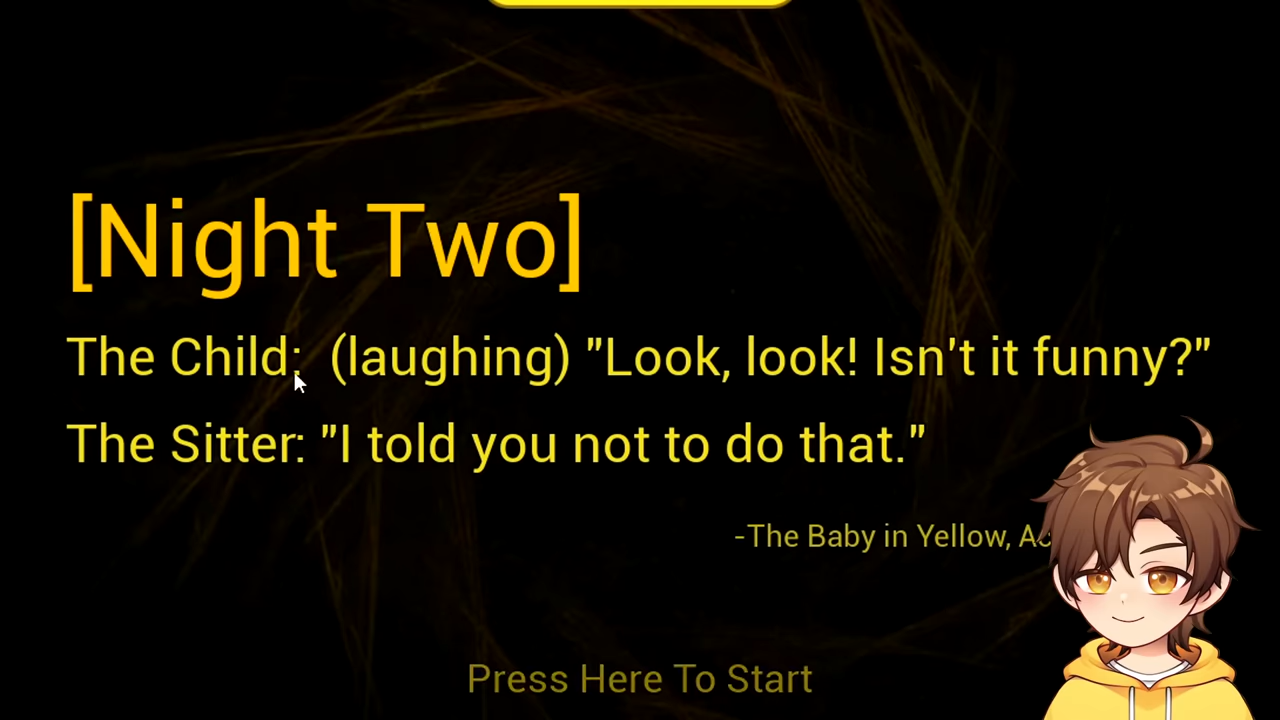 [Night Two]
The Child: (laughing) "Look, look! Isn't it funny?"
The Sitter: "I told you not to do that."
-The Baby in Yellow,
Press Here To Start